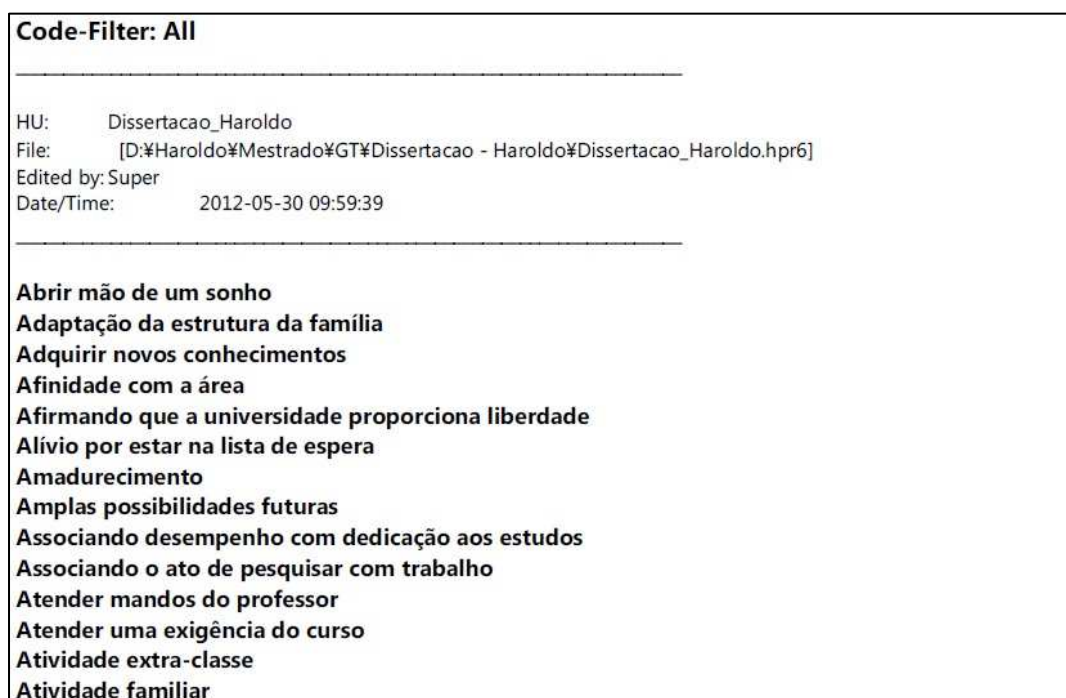 Code-Filter: All
HU: Dissertacao_Haroldo
File: [D:¥Haroldo¥Mestrado¥GT¥Dissertacao - Haroldo¥Dissertacao_Haroldo.hpr6]
Edited by: Super
Date/Time: 2012-05-30 09:59:39
Abrir mão de um sonho
Adaptação da estrutura da família
Adquirir novos conhecimentos
Afinidade com a área
Afirmando que a universidade proporciona liberdade
Alívio por estar na lista de espera
Amadurecimento
Amplas possibilidades futuras
Associando desempenho com dedicação aos estudos
Associando o ato de pesquisar com trabalho
Atender mandos do professor
Atender uma exigência do curso
Atividade extra-classe
Atividade familiar